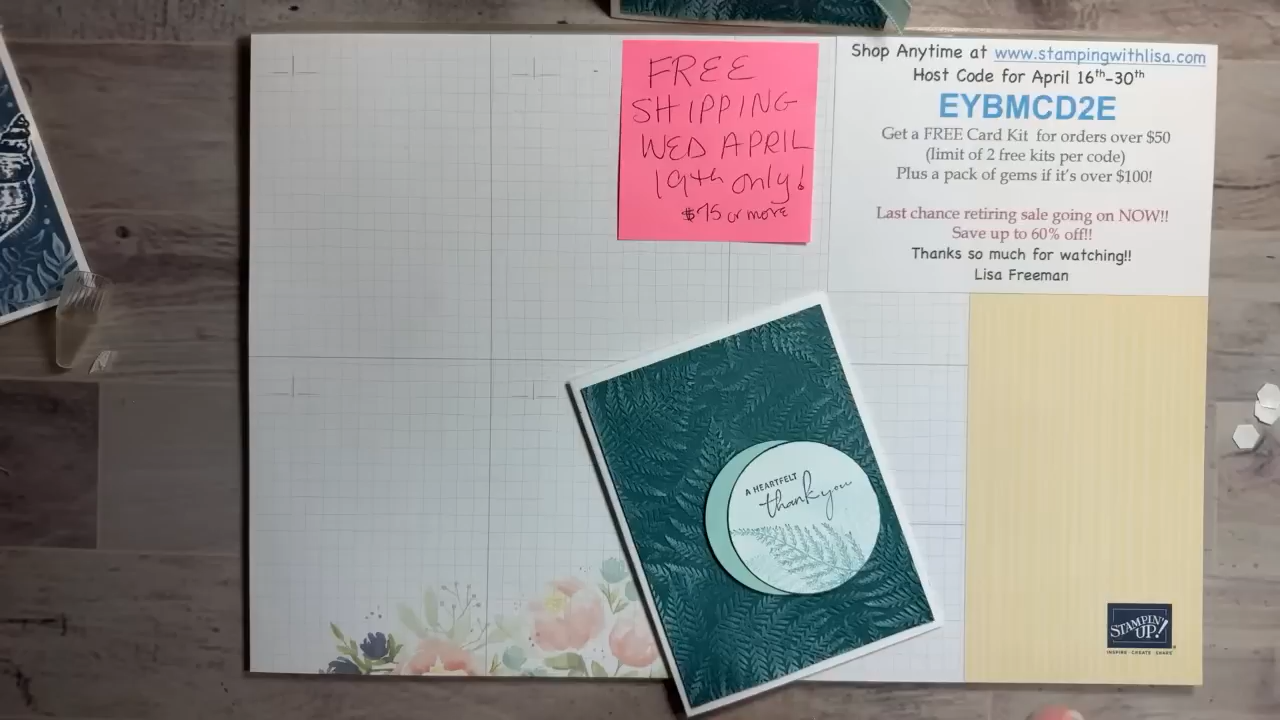 FREE
SHIPPING
WED APRIL
19th only!
$75 or more
Shop Anytime at www.stampingwithlisa.com
Host Code for April 16th-30th
EYBMCD2E
Get a FREE Card Kit for orders over $50
(limit of 2 free kits per code)
Plus a pack of gems if it's over $100!
Last chance retiring sale going on NOW!!
Save up to 60% off!!
Thanks so much for watching!!
Lisa Freeman
A HEARTFELT
thank you
STAMPIN' UP!
INSPIRE · CREATE · SHARE